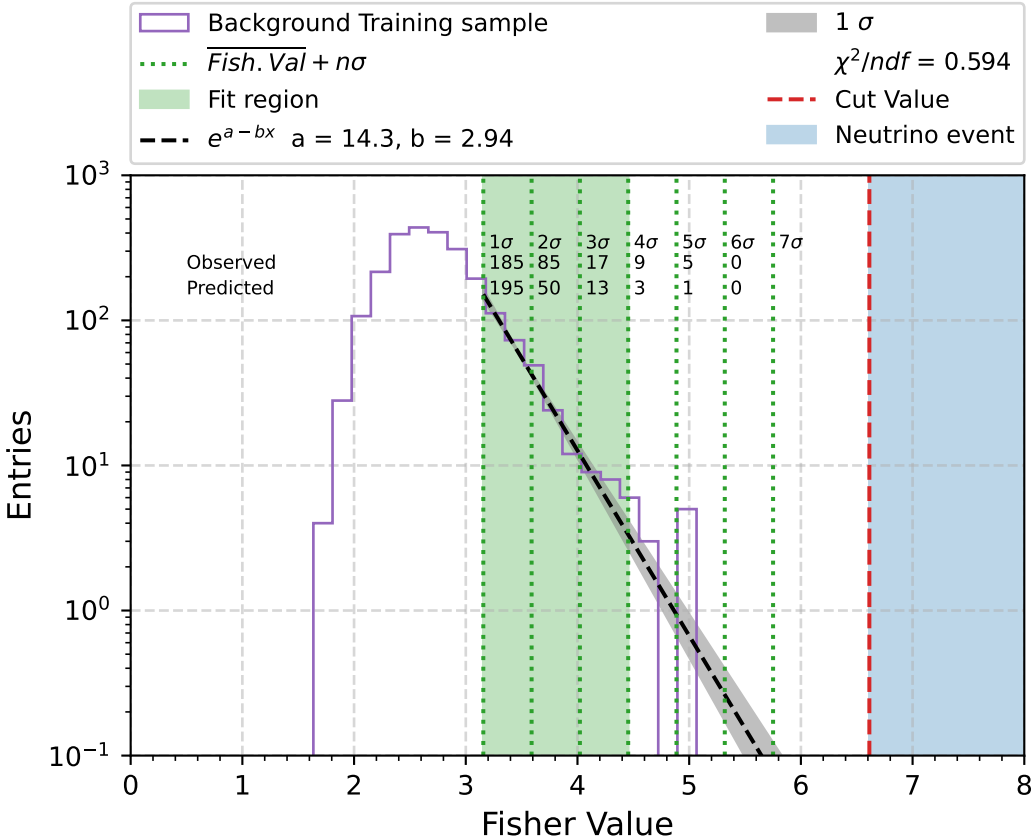 Background Training sample
Fish.Val + nσ
Fit region
e^{a−bx} a = 14.3, b = 2.94
1 σ
χ²/ndf = 0.594
Cut Value
Neutrino event
1σ 2σ 3σ 4σ 5σ 6σ 7σ
Observed 185 85 17 9 5 0
Predicted 195 50 13 3 1 0
Entries
10³
10²
10¹
10⁰
10⁻¹
0 1 2 3 4 5 6 7 8
Fisher Value